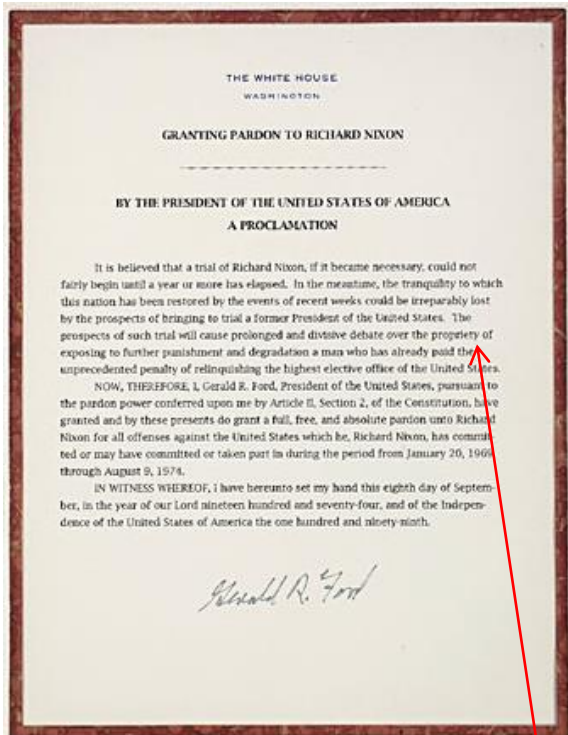 THE WHITE HOUSE
WASHINGTON
GRANTING PARDON TO RICHARD NIXON
BY THE PRESIDENT OF THE UNITED STATES OF AMERICA
A PROCLAMATION
It is believed that a trial of Richard Nixon, if it became necessary, could not
fairly begin until a year or more has elapsed. In the meantime, the tranquility to which
this nation has been restored by the events of recent weeks could be irreparably lost
by the prospects of bringing to trial a former President of the United States. The
prospects of such trial will cause prolonged and divisive debate over the propriety of
exposing to further punishment and degradation a man who has already paid the
unprecedented penalty of relinquishing the highest elective office of the United States.
NOW, THEREFORE, I, Gerald R. Ford, President of the United States, pursuant to
the pardon power conferred upon me by Article II, Section 2, of the Constitution, have
granted and by these presents do grant a full, free, and absolute pardon unto Richard
Nixon for all offenses against the United States which he, Richard Nixon, has commit-
ted or may have committed or taken part in during the period from January 20, 1969
through August 9, 1974.
IN WITNESS WHEREOF, I have hereunto set my hand this eighth day of Septem-
ber, in the year of our Lord nineteen hundred and seventy-four, and of the Indepen-
dence of the United States of America the one hundred and ninety-ninth.
Gerald R. Ford